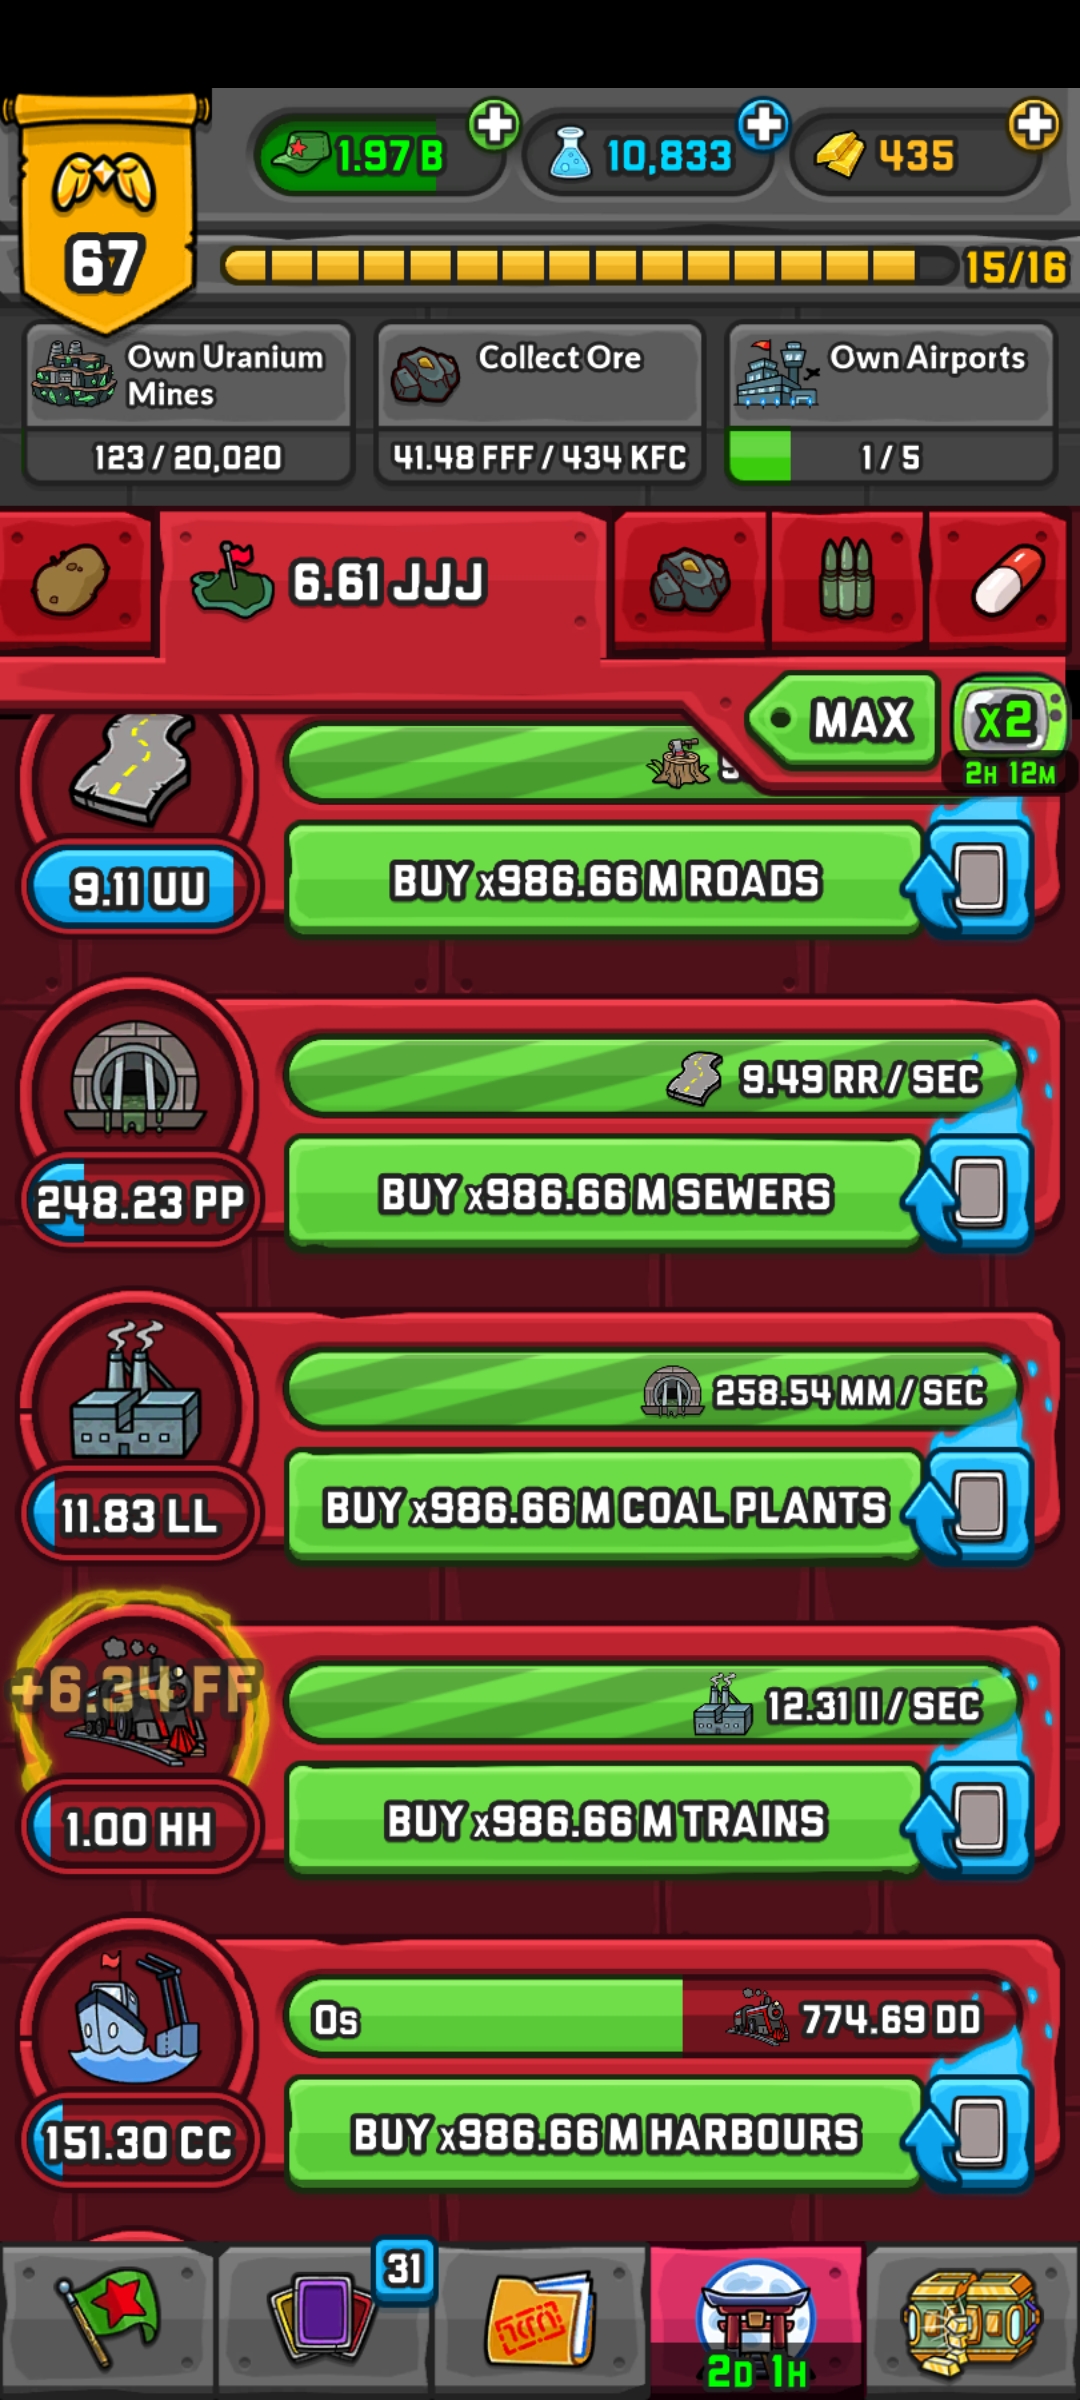 67
1.97 B
10,833
435
15/16
Own Uranium
Mines
123 / 20,020
Collect Ore
41.48 FFF / 434 KFC
Own Airports
1 / 5
6.61 JJJ
MAX
x2
2H 12M
9.11 UU
BUY x986.66 M ROADS
9.49 RR / SEC
248.23 PP
BUY x986.66 M SEWERS
258.54 MM / SEC
11.83 LL
BUY x986.66 M COAL PLANTS
+6.34 FF
12.31 II / SEC
1.00 HH
BUY x986.66 M TRAINS
0s
774.69 DD
151.30 CC
BUY x986.66 M HARBOURS
31
2D 1H